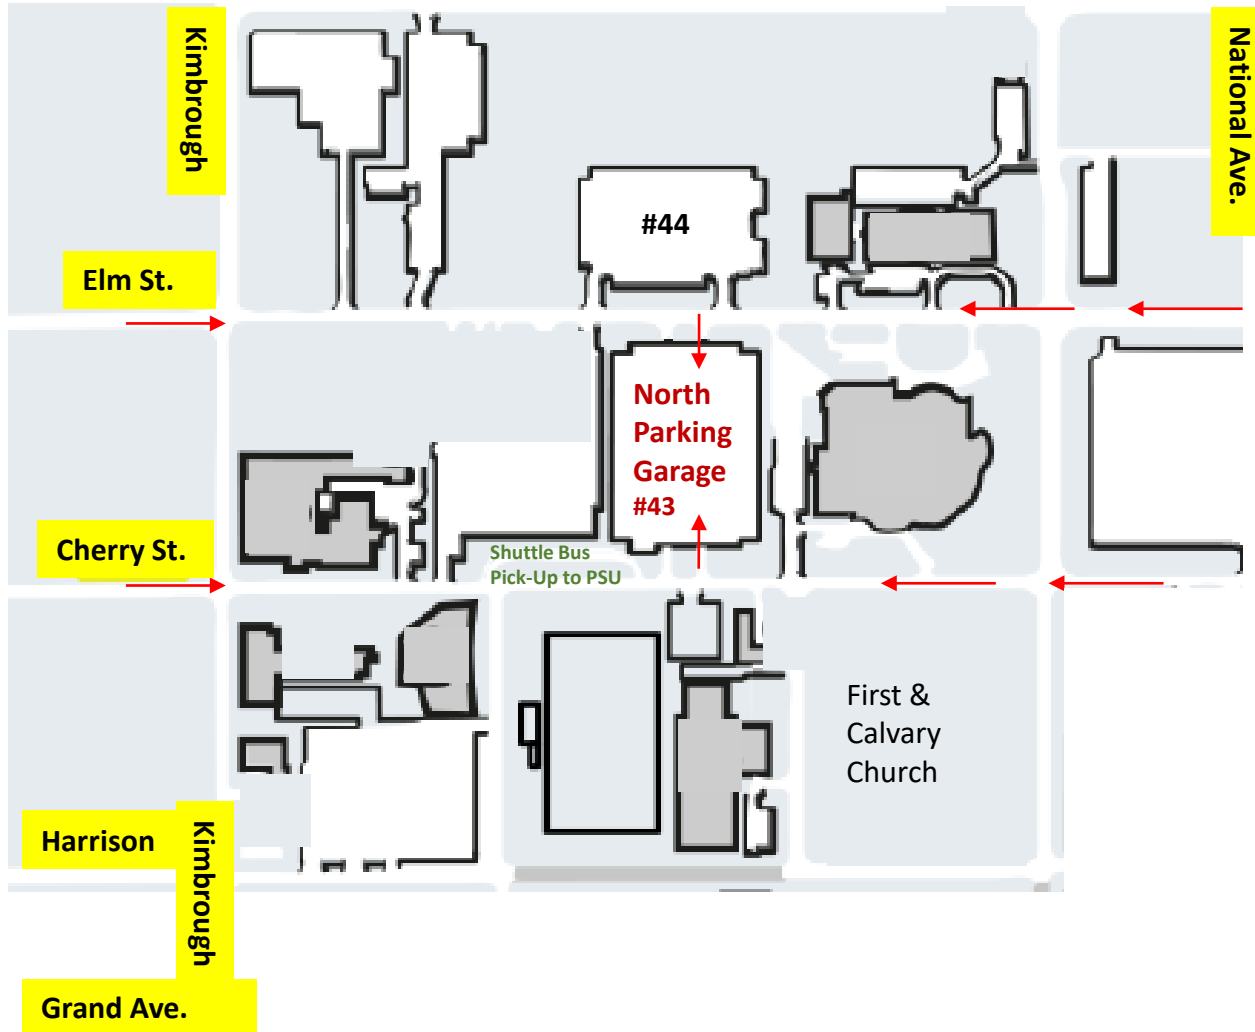 Kimbrough
National Ave.
#44
Elm St.
North
Parking
Garage
#43
Cherry St.
Shuttle Bus
Pick-Up to PSU
First &
Calvary
Church
Harrison
Kimbrough
Grand Ave.